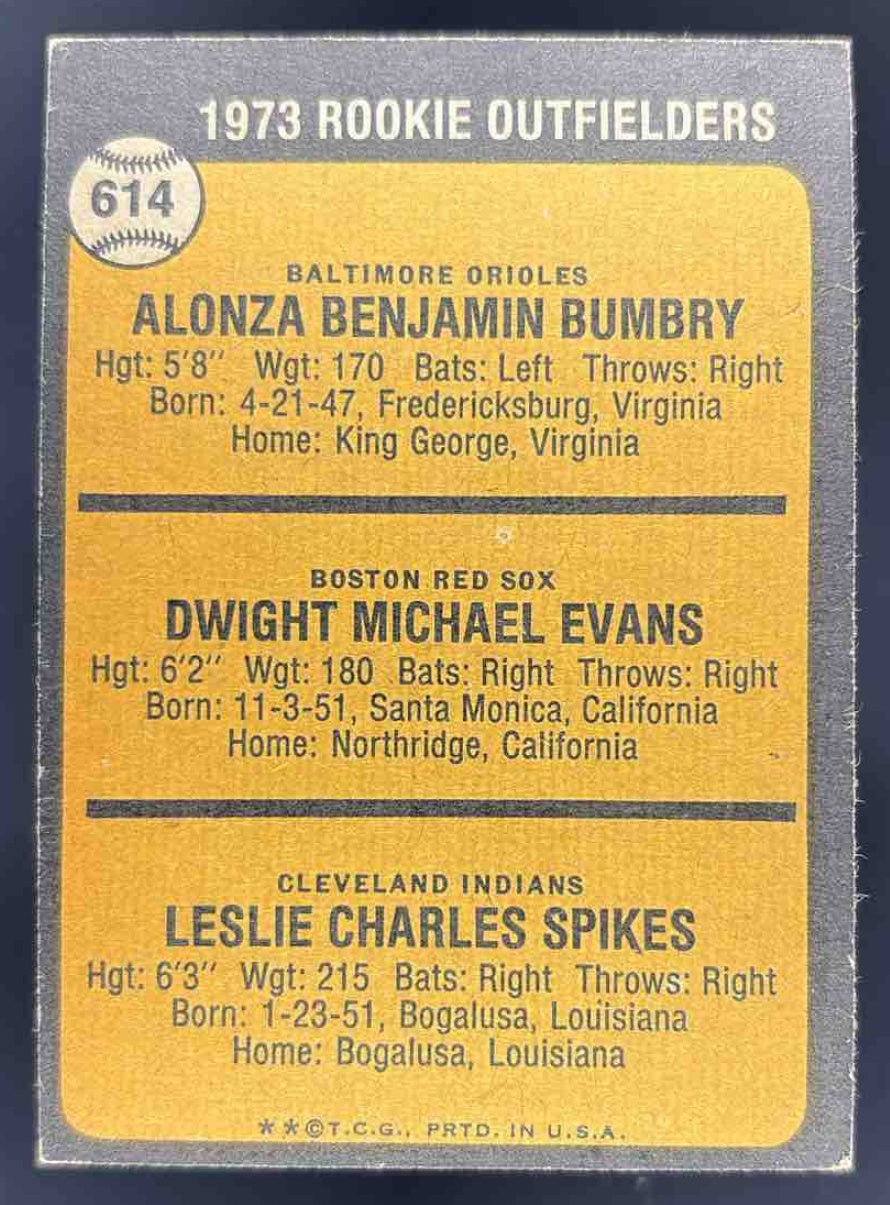 1973 ROOKIE OUTFIELDERS
614
BALTIMORE ORIOLES
ALONZA BENJAMIN BUMBRY
Hgt: 5'8" Wgt: 170 Bats: Left Throws: Right
Born: 4-21-47, Fredericksburg, Virginia
Home: King George, Virginia
BOSTON RED SOX
DWIGHT MICHAEL EVANS
Hgt: 6'2" Wgt: 180 Bats: Right Throws: Right
Born: 11-3-51, Santa Monica, California
Home: Northridge, California
CLEVELAND INDIANS
LESLIE CHARLES SPIKES
Hgt: 6'3" Wgt: 215 Bats: Right Throws: Right
Born: 1-23-51, Bogalusa, Louisiana
Home: Bogalusa, Louisiana
**©T.C.G., PRTD. IN U.S.A.